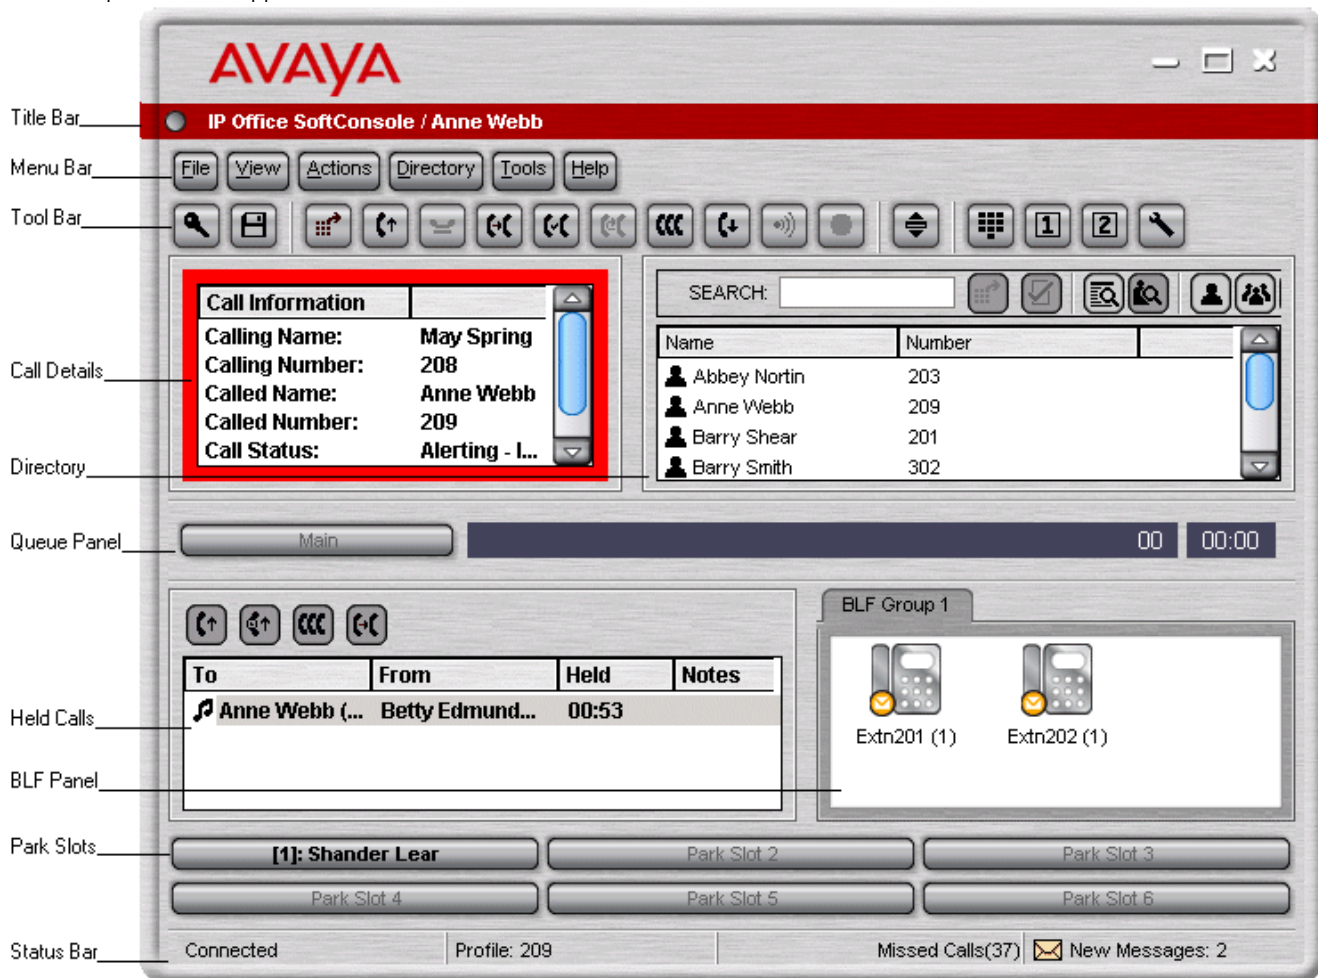 AVAYA
Title Bar
IP Office SoftConsole / Anne Webb
Menu Bar
File View Actions Directory Tools Help
Tool Bar
1 2
Call Information
Calling Name: May Spring
Calling Number: 208
Called Name: Anne Webb
Called Number: 209
Call Status: Alerting - I...
Call Details
SEARCH:
Name Number
Abbey Nortin 203
Anne Webb 209
Barry Shear 201
Barry Smith 302
Directory
Queue Panel
Main 00 00:00
BLF Group 1
To From Held Notes
Anne Webb (... Betty Edmund... 00:53
Held Calls
Extn201 (1) Extn202 (1)
BLF Panel
Park Slots
[1]: Shander Lear Park Slot 2 Park Slot 3
Park Slot 4 Park Slot 5 Park Slot 6
Status Bar
Connected Profile: 209 Missed Calls(37) New Messages: 2